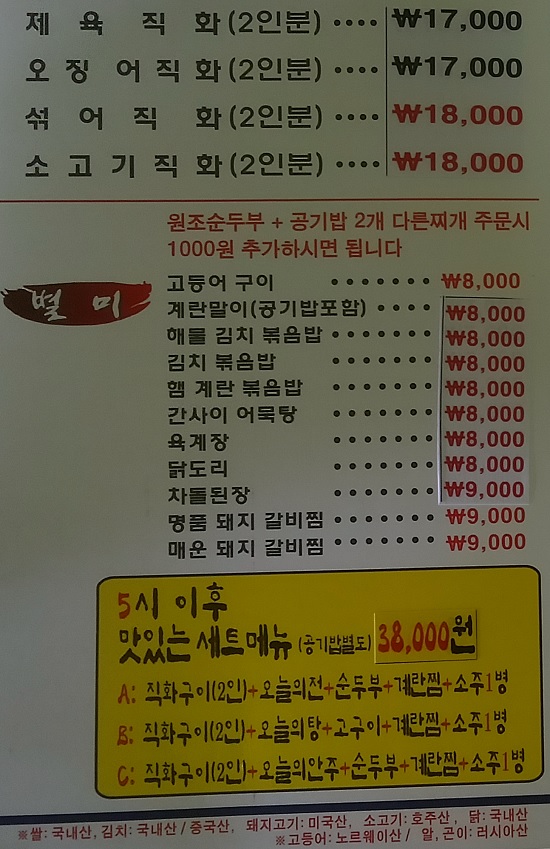 제 육 직 화(2인분) ···· ₩17,000
오 징 어 직 화(2인분) ···· ₩17,000
섞 어 직 화(2인분) ···· ₩18,000
소 고 기 직 화(2인분) ···· ₩18,000
원조순두부 + 공기밥 2개 다른찌개 주문시
1000원 추가하시면 됩니다
별 미
고등어 구이 ······· ₩8,000
계란말이(공기밥포함) ···· ₩8,000
해물 김치 볶음밥 ······· ₩8,000
김치 볶음밥 ······· ₩8,000
햄 계란 볶음밥 ······· ₩8,000
간사이 어묵탕 ······· ₩8,000
육계장 ······· ₩8,000
닭도리 ······· ₩8,000
차돌된장 ······· ₩9,000
명품 돼지 갈비찜 ······· ₩9,000
매운 돼지 갈비찜 ······· ₩9,000
5시 이후
맛있는 세트메뉴 (공기밥별도) 38,000원
A: 직화구이(2인)+오늘의전+순두부+계란찜+소주1병
B: 직화구이(2인)+오늘의탕+고구이+계란찜+소주1병
C: 직화구이(2인)+오늘의안주+순두부+계란찜+소주1병
※쌀: 국내산, 김치: 국내산 / 중국산, 돼지고기: 미국산, 소고기: 호주산, 닭: 국내산
※고등어: 노르웨이산 / 알, 곤이: 러시아산